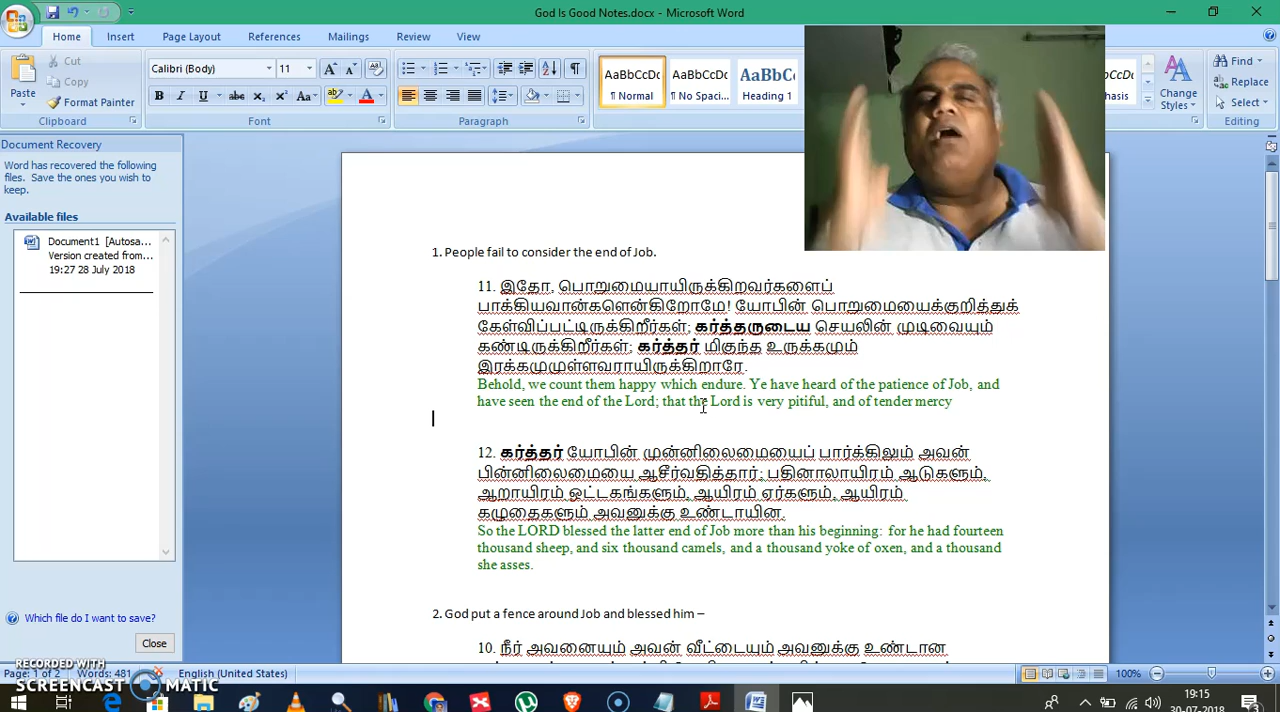 God Is Good Notes.docx - Microsoft Word
Home Insert Page Layout References Mailings Review View
Paste
Cut
Copy
Format Painter
Calibri (Body) 11
AaBbCcDc AaBbCcDc AaBbC
¶ Normal ¶ No Spaci... Heading 1
Change
Styles
Find
Replace
Select
Clipboard Font Paragraph Editing
Document Recovery
Word has recovered the following
files. Save the ones you wish to
keep.
Available files
Document1 [Autosa...
Version created from...
19:27 28 July 2018
Which file do I want to save?
Close
1. People fail to consider the end of Job.
11. இதோ, பொறுமையாயிருக்கிறவர்களைப்
பாக்கியவான்களென்கிறோமே! யோபின் பொறுமையைக்குறித்துக்
கேள்விப்பட்டிருக்கிறீர்கள்; கர்த்தருடைய செயலின் முடிவையும்
கண்டிருக்கிறீர்கள்; கர்த்தர் மிகுந்த உருக்கமும்
இரக்கமுமுள்ளவராயிருக்கிறாரே.
Behold, we count them happy which endure. Ye have heard of the patience of Job, and
have seen the end of the Lord; that the Lord is very pitiful, and of tender mercy
12. கர்த்தர் யோபின் முன்னிலைமையைப் பார்க்கிலும் அவன்
பின்னிலைமையை ஆசீர்வதித்தார்; பதினாலாயிரம் ஆடுகளும்,
ஆறாயிரம் ஒட்டகங்களும், ஆயிரம் ஏர்களும், ஆயிரம்
கழுதைகளும் அவனுக்கு உண்டாயின.
So the LORD blessed the latter end of Job more than his beginning: for he had fourteen
thousand sheep, and six thousand camels, and a thousand yoke of oxen, and a thousand
she asses.
2. God put a fence around Job and blessed him –
10. நீர் அவனையும் அவன் வீட்டையும் அவனுக்கு உண்டான
Page: 1 of 2 Words: 481 English (United States) 100%
RECORDED WITH
SCREENCAST MATIC
19:15
30-07-2018